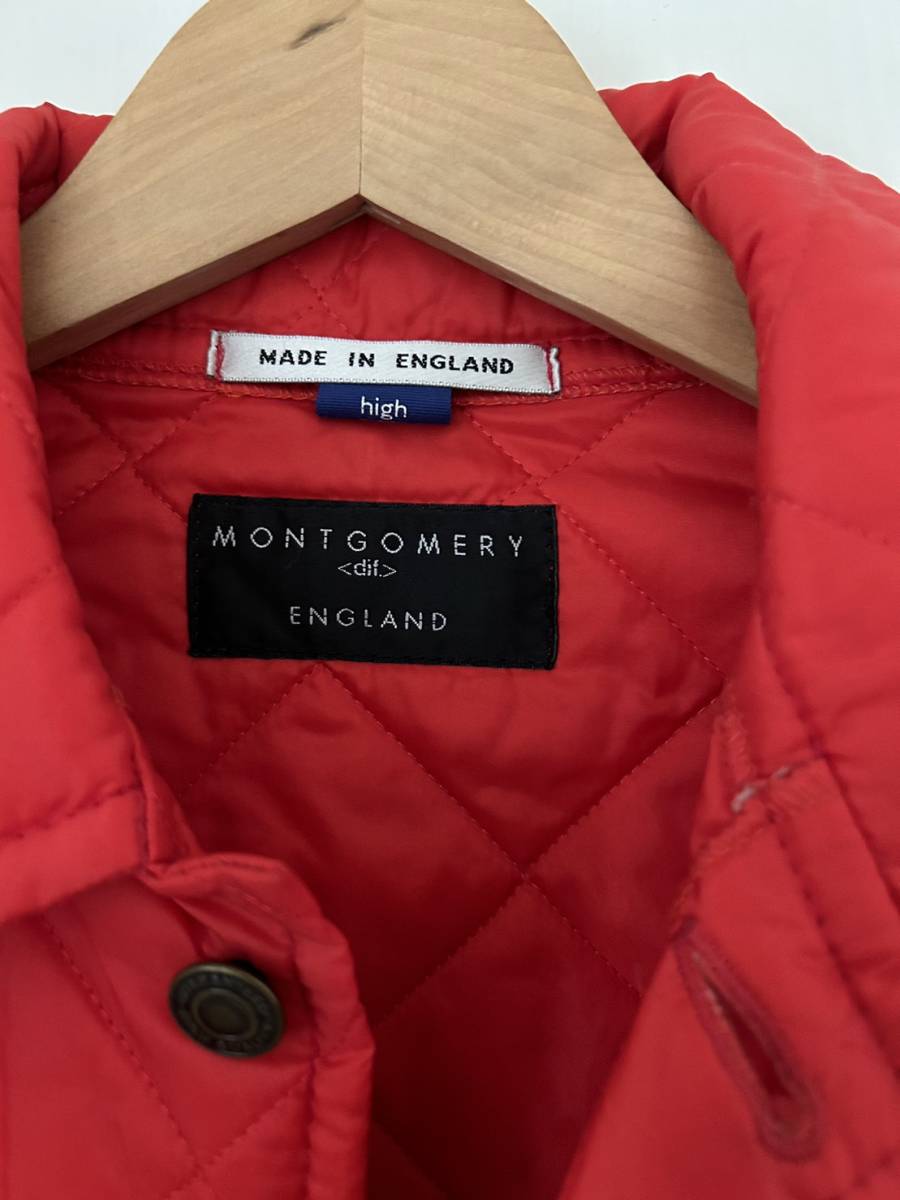 MADE IN ENGLAND
high
MONTGOMERY
<dif.>
ENGLAND